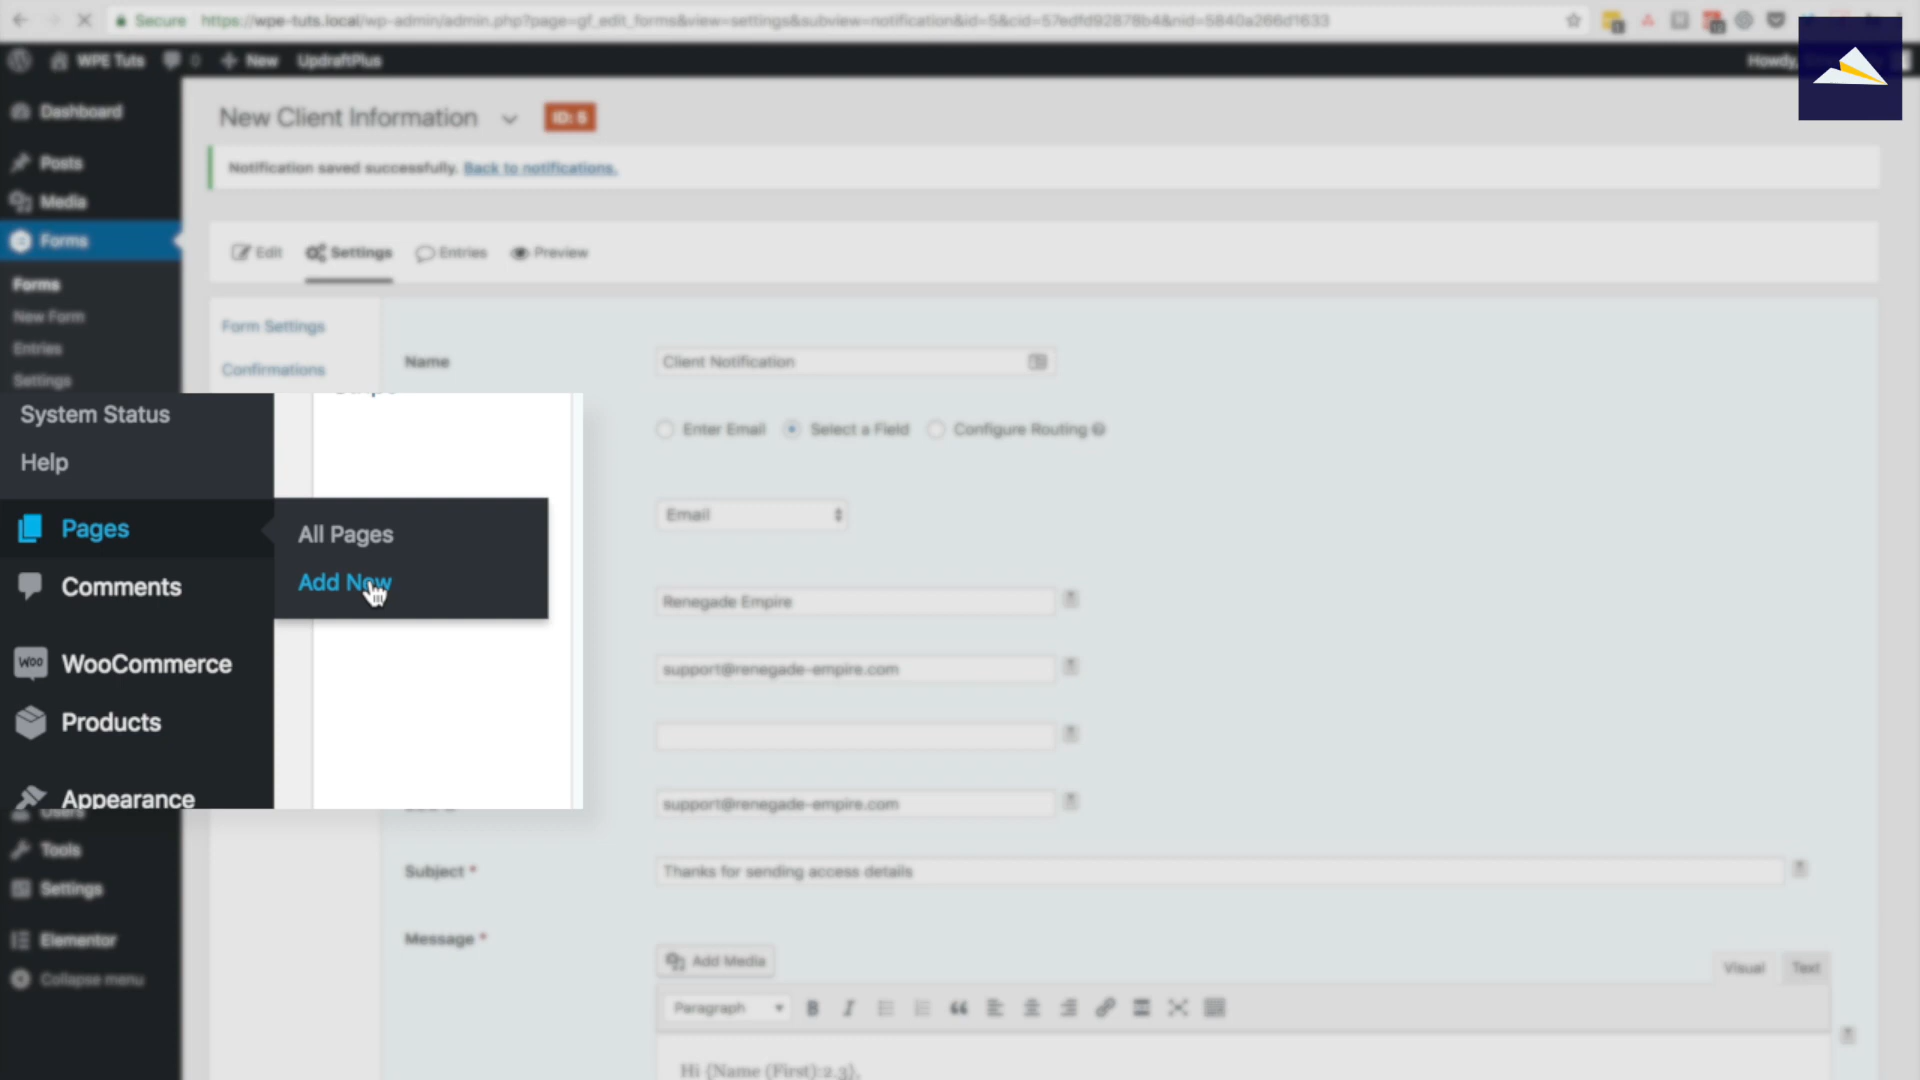 Secure https://wpe-tuts.local/wp-admin/admin.php?page=gf_edit_forms&view=settings&subview=notification&id=5&cid=57edfd92878b4&nid=5840a266d1633
WPE Tuts 0 New UpdraftPlus
Howdy,
Dashboard
Posts
Media
Forms
Forms
New Form
Entries
Settings
System Status
Help
Pages
All Pages
Add New
Comments
WooCommerce
Products
Appearance
Users
Tools
Settings
Elementor
Collapse menu
New Client Information ID: 5
Notification saved successfully. Back to notifications.
Edit Settings Entries Preview
Form Settings
Confirmations
Name Client Notification
Enter Email Select a Field Configure Routing
Email
Renegade Empire
support@renegade-empire.com
support@renegade-empire.com
Subject * Thanks for sending access details
Message *
Add Media
Visual Text
Paragraph B I
Hi {Name (First):2.3},